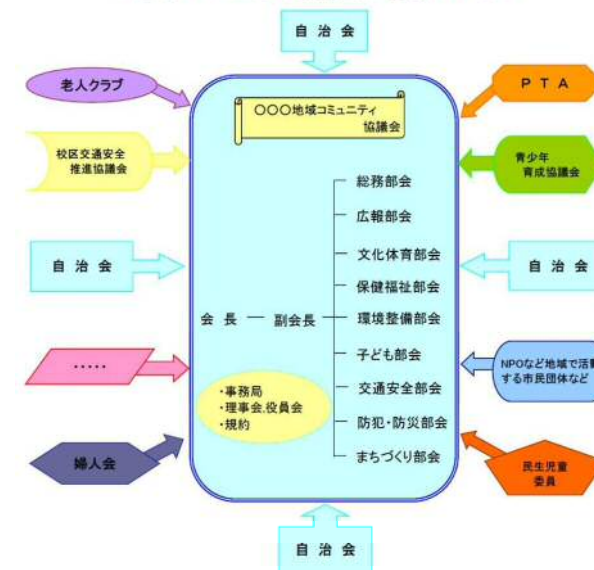 自 治 会
老人クラブ
P T A
〇〇〇地域コミュニティ
協議会
校区交通安全
推進協議会
青少年
育成協議会
総務部会
広報部会
文化体育部会
保健福祉部会
環境整備部会
子ども部会
交通安全部会
防犯・防災部会
まちづくり部会
自 治 会
自 治 会
会 長
副会長
・・・・・
NPOなど地域で活動
する市民団体など
・事務局
・理事会,役員会
・規約
婦人会
民生児童
委員
自 治 会